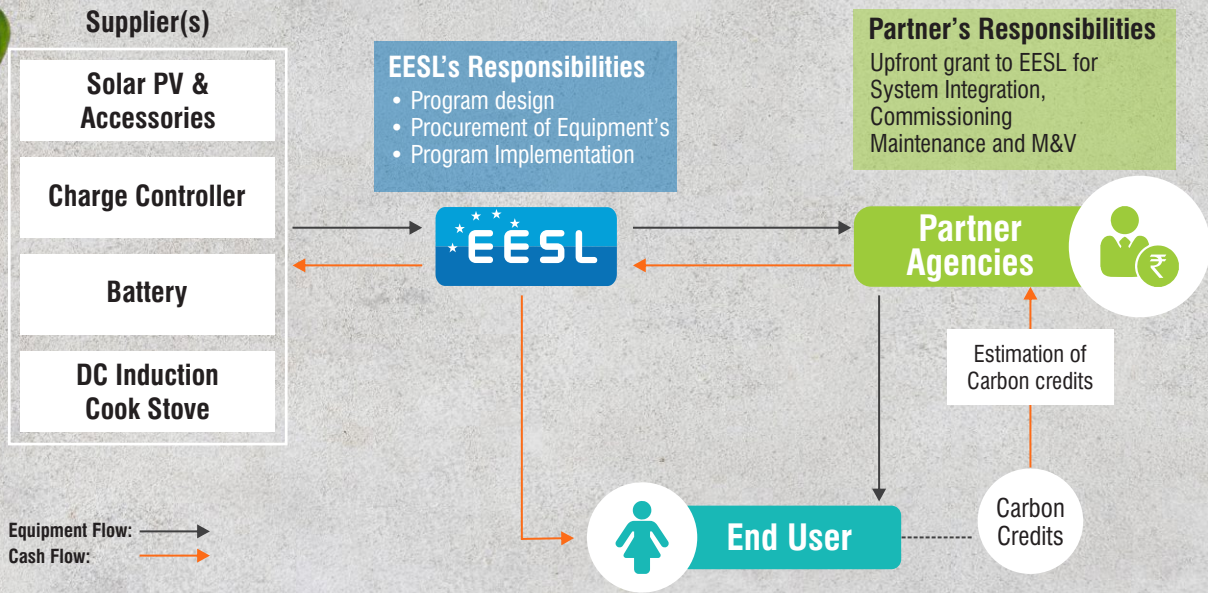 Supplier(s)
Solar PV &
Accessories
Charge Controller
Battery
DC Induction
Cook Stove
EESL's Responsibilities
• Program design
• Procurement of Equipment's
• Program Implementation
EESL
Partner's Responsibilities
Upfront grant to EESL for
System Integration,
Commissioning
Maintenance and M&V
Partner
Agencies
₹
Estimation of
Carbon credits
Carbon
Credits
End User
Equipment Flow:
Cash Flow: